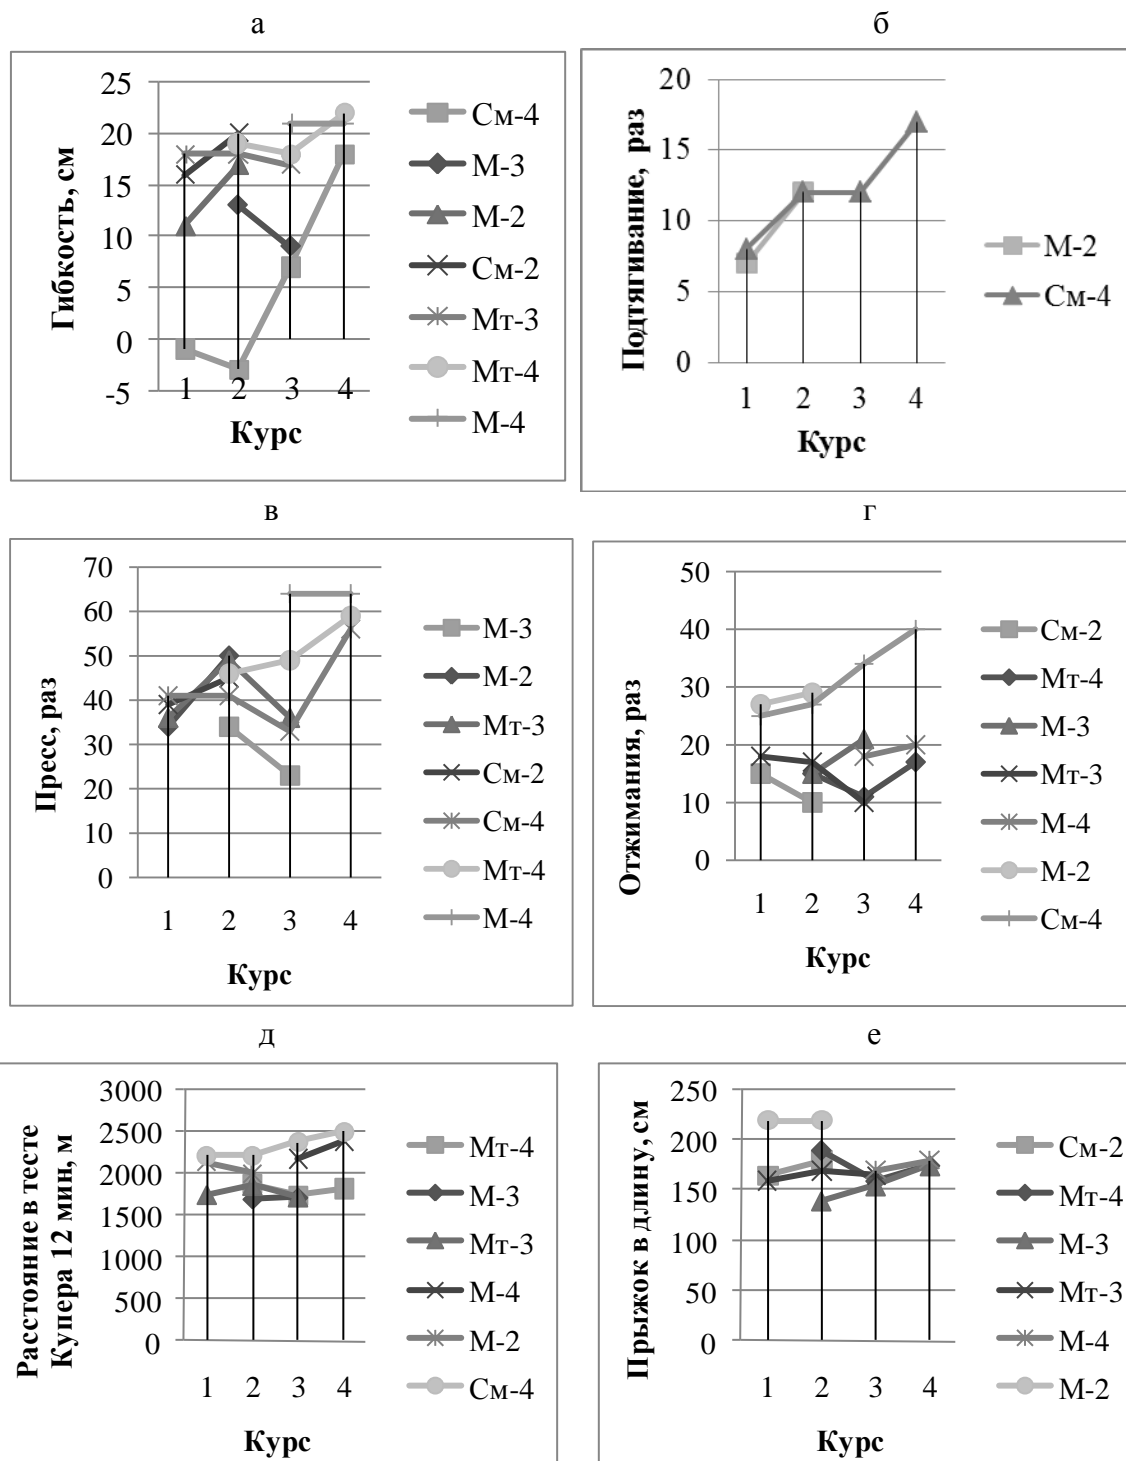 а
б
25
20
15
10
5
0
-5
1
2
3
4
Гибкость, см
Курс
См-4
М-3
М-2
См-2
Мт-3
Мт-4
М-4
20
15
10
5
0
1
2
3
4
Подтягивание, раз
Курс
М-2
См-4
в
г
70
60
50
40
30
20
10
0
1
2
3
4
Пресс, раз
Курс
М-3
М-2
Мт-3
См-2
См-4
Мт-4
М-4
50
40
30
20
10
0
1
2
3
4
Отжимания, раз
Курс
См-2
Мт-4
М-3
Мт-3
М-4
М-2
См-4
д
е
3000
2500
2000
1500
1000
500
0
1
2
3
4
Расстояние в тесте
Купера 12 мин, м
Курс
Мт-4
М-3
Мт-3
М-4
М-2
См-4
250
200
150
100
50
0
1
2
3
4
Прыжок в длину, см
Курс
См-2
Мт-4
М-3
Мт-3
М-4
М-2